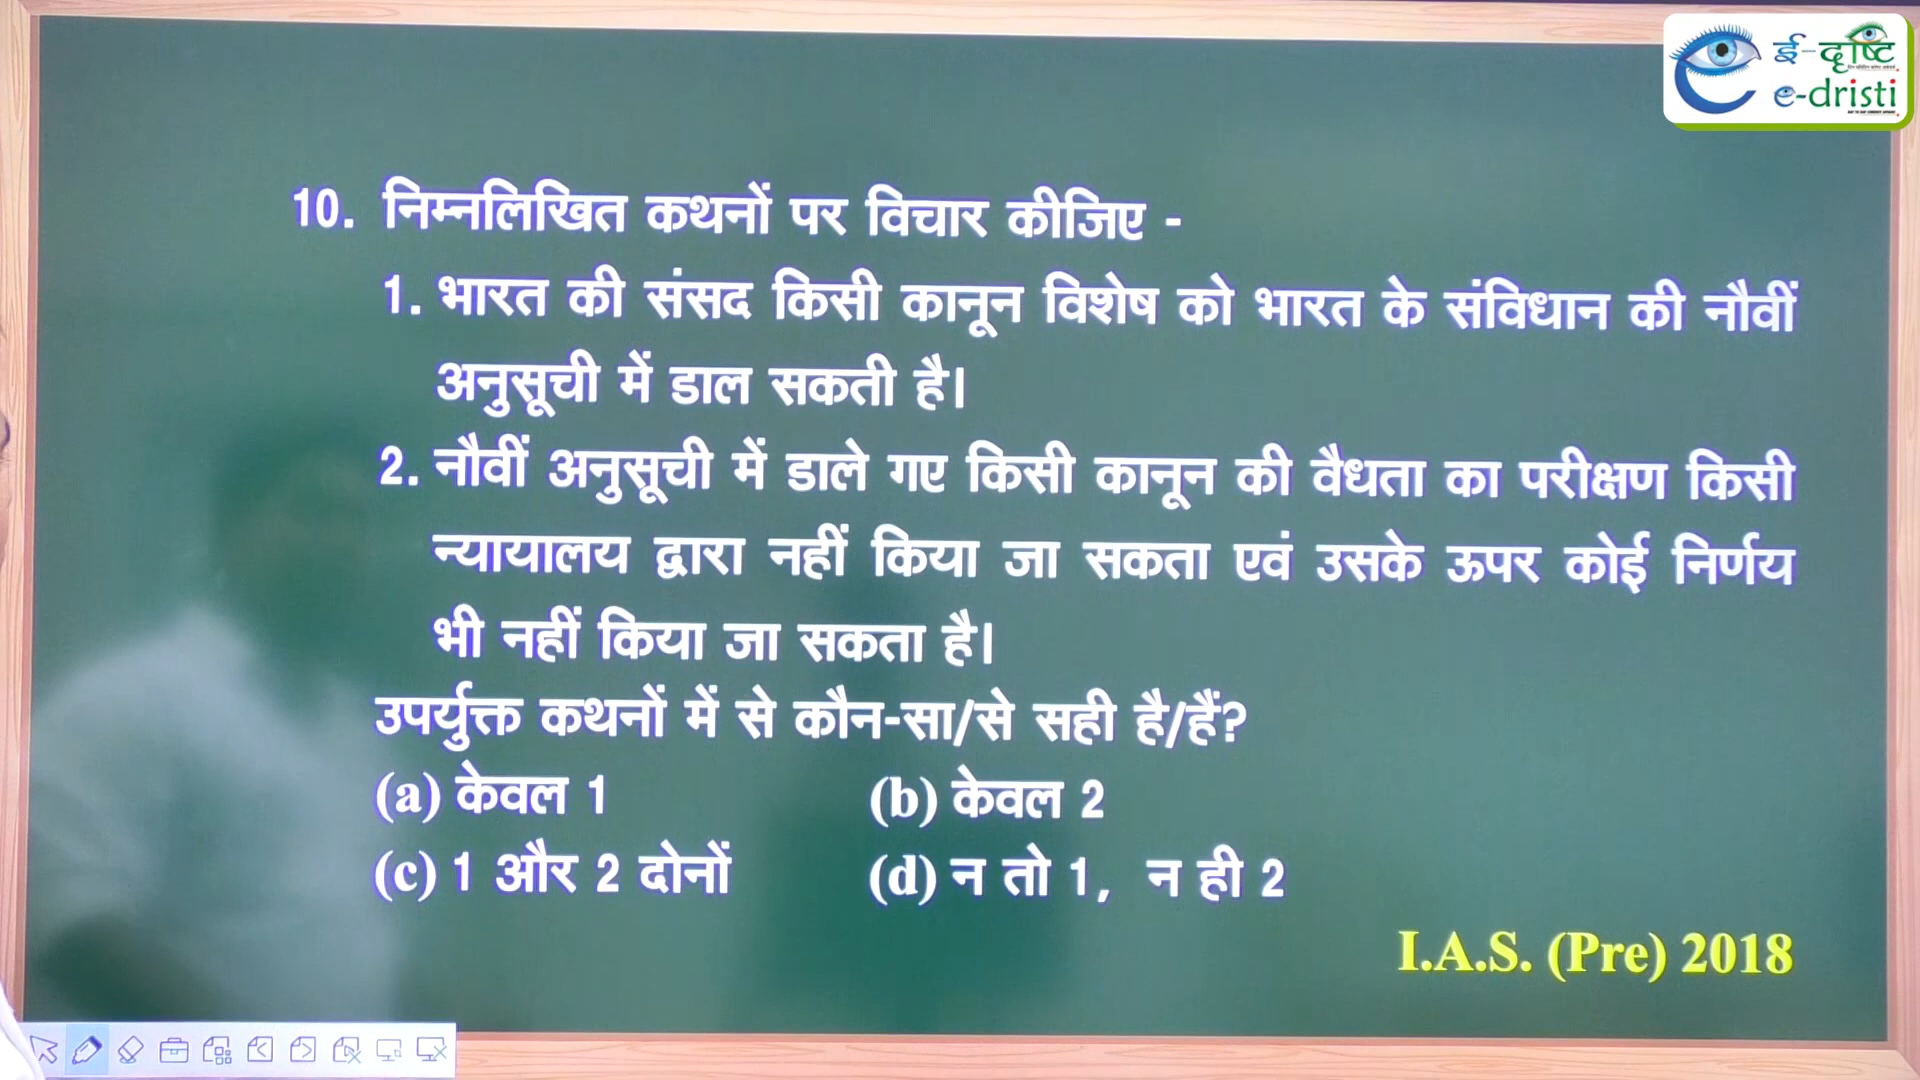 ई-दृष्टि
e-dristi
10. निम्नलिखित कथनों पर विचार कीजिए -
1. भारत की संसद किसी कानून विशेष को भारत के संविधान की नौवीं
अनुसूची में डाल सकती है।
2. नौवीं अनुसूची में डाले गए किसी कानून की वैधता का परीक्षण किसी
न्यायालय द्वारा नहीं किया जा सकता एवं उसके ऊपर कोई निर्णय
भी नहीं किया जा सकता है।
उपर्युक्त कथनों में से कौन-सा/से सही है/हैं?
(a) केवल 1 (b) केवल 2
(c) 1 और 2 दोनों (d) न तो 1, न ही 2
I.A.S. (Pre) 2018